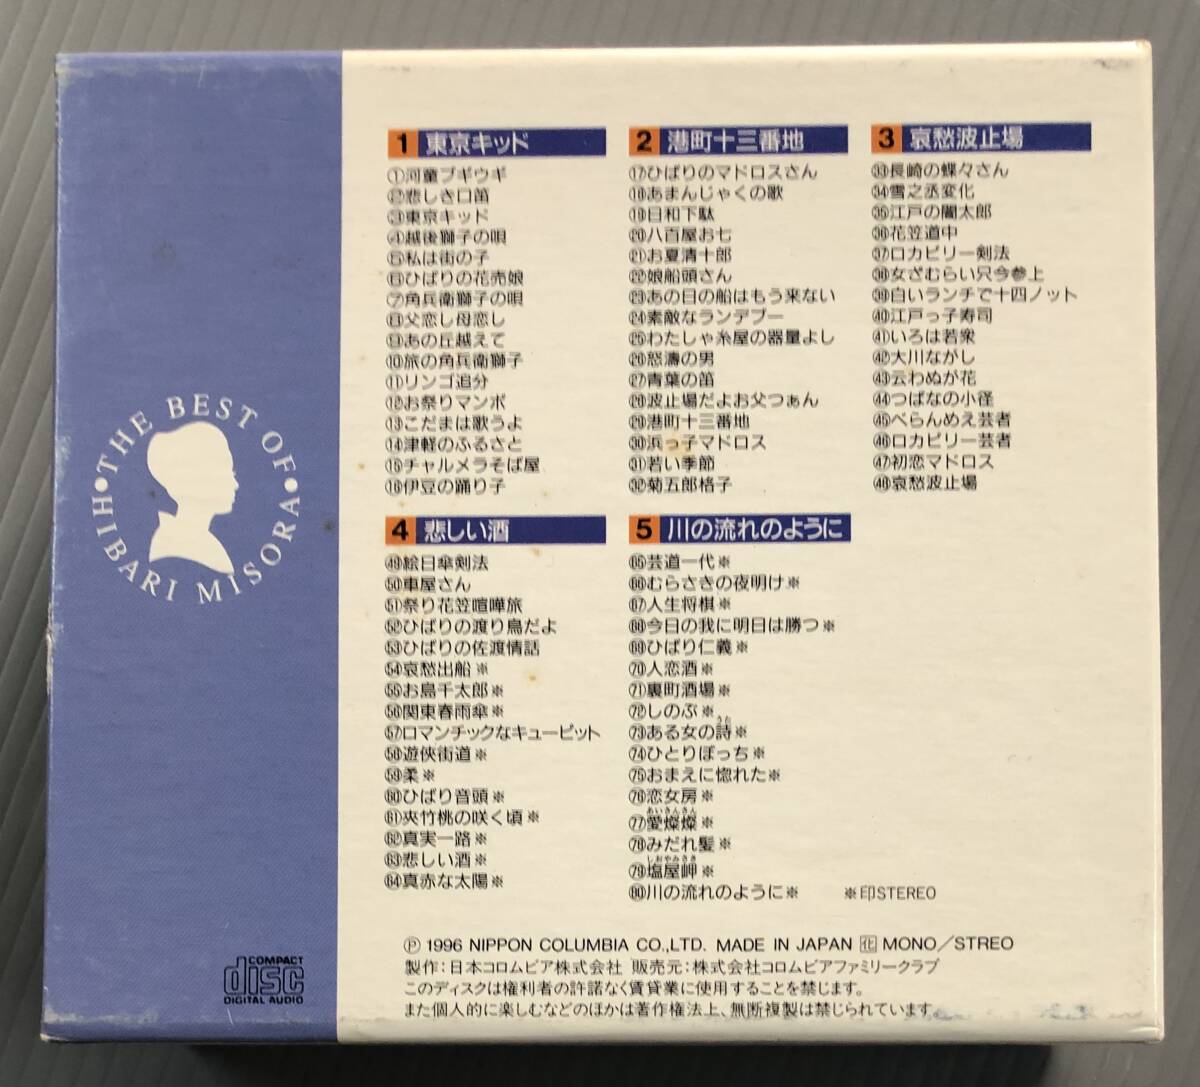 THE BEST OF
HIBARI MISORA
COMPACT
disc
DIGITAL AUDIO
1 東京キッド
①河童ブギウギ
②悲しき口笛
③東京キッド
④越後獅子の唄
⑤私は街の子
⑥ひばりの花売娘
⑦角兵衛獅子の唄
⑧父恋し母恋し
⑨あの丘越えて
⑩旅の角兵衛獅子
⑪リンゴ追分
⑫お祭りマンボ
⑬こだまは歌うよ
⑭津軽のふるさと
⑮チャルメラそば屋
⑯伊豆の踊り子
2 港町十三番地
⑰ひばりのマドロスさん
⑱あまんじゃくの歌
⑲日和下駄
⑳八百屋お七
㉑お夏清十郎
㉒娘船頭さん
㉓あの日の船はもう来ない
㉔素敵なランデブー
㉕わたしゃ糸屋の器量よし
㉖怒濤の男
㉗青葉の笛
㉘波止場だよお父つぁん
㉙港町十三番地
㉚浜っ子マドロス
㉛若い季節
㉜菊五郎格子
3 哀愁波止場
㉝長崎の蝶々さん
㉞雪之丞変化
㉟江戸の闇太郎
㊱花笠道中
㊲ロカビリー剣法
㊳女ざむらい只今参上
㊴白いランチで十四ノット
㊵江戸っ子寿司
㊶いろは若衆
㊷大川ながし
㊸云わぬが花
㊹つばなの小径
㊺べらんめえ芸者
㊻ロカビリー芸者
㊼初恋マドロス
㊽哀愁波止場
4 悲しい酒
㊾絵日傘剣法
㊿車屋さん
51祭り花笠喧嘩旅
52ひばりの渡り鳥だよ
53ひばりの佐渡情話
54哀愁出船※
55お島千太郎※
56関東春雨傘※
57ロマンチックなキューピット
58遊侠街道※
59柔※
60ひばり音頭※
61夾竹桃の咲く頃※
62真実一路※
63悲しい酒※
64真赤な太陽※
5 川の流れのように
65芸道一代※
66むらさきの夜明け※
67人生将棋※
68今日の我に明日は勝つ※
69ひばり仁義※
70人恋酒※
71裏町酒場※
72しのぶ※
うた
73ある女の詩※
74ひとりぼっち※
75おまえに惚れた※
76恋女房※
あいさんさん
77愛燦燦※
78みだれ髪※
しおやみさき
79塩屋岬※
80川の流れのように※
※印STEREO
Ⓟ 1996 NIPPON COLUMBIA CO.,LTD. MADE IN JAPAN 化 MONO/STREO
製作:日本コロムビア株式会社 販売元:株式会社コロムビアファミリークラブ
このディスクは権利者の許諾なく賃貸業に使用することを禁じます。
また個人的に楽しむなどのほかは著作権法上、無断複製は禁じられています。